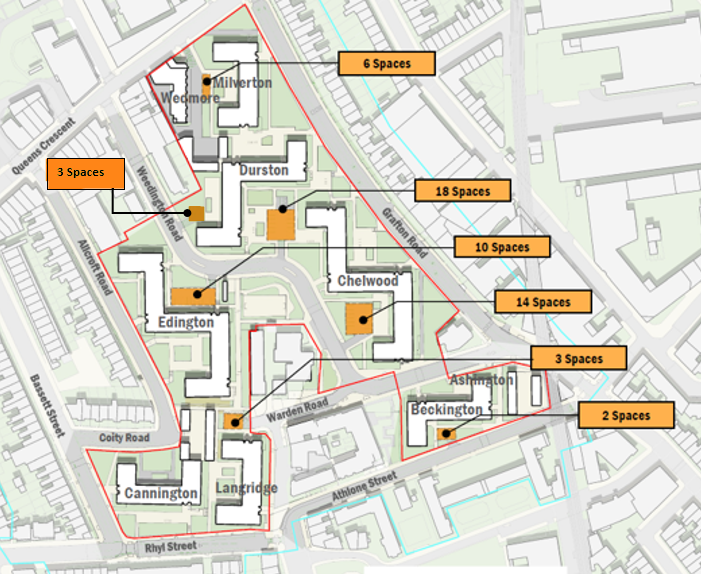 6 Spaces
Milverton
Wedmore
Queens Crescent
3 Spaces
Durston
18 Spaces
Weedington Road
Grafton Road
10 Spaces
Allcroft Road
Chelwood
14 Spaces
Edington
3 Spaces
Ashington
Bassett Street
Warden Road
Beckington
2 Spaces
Coity Road
Cannington
Langridge
Athlone Street
Rhyl Street